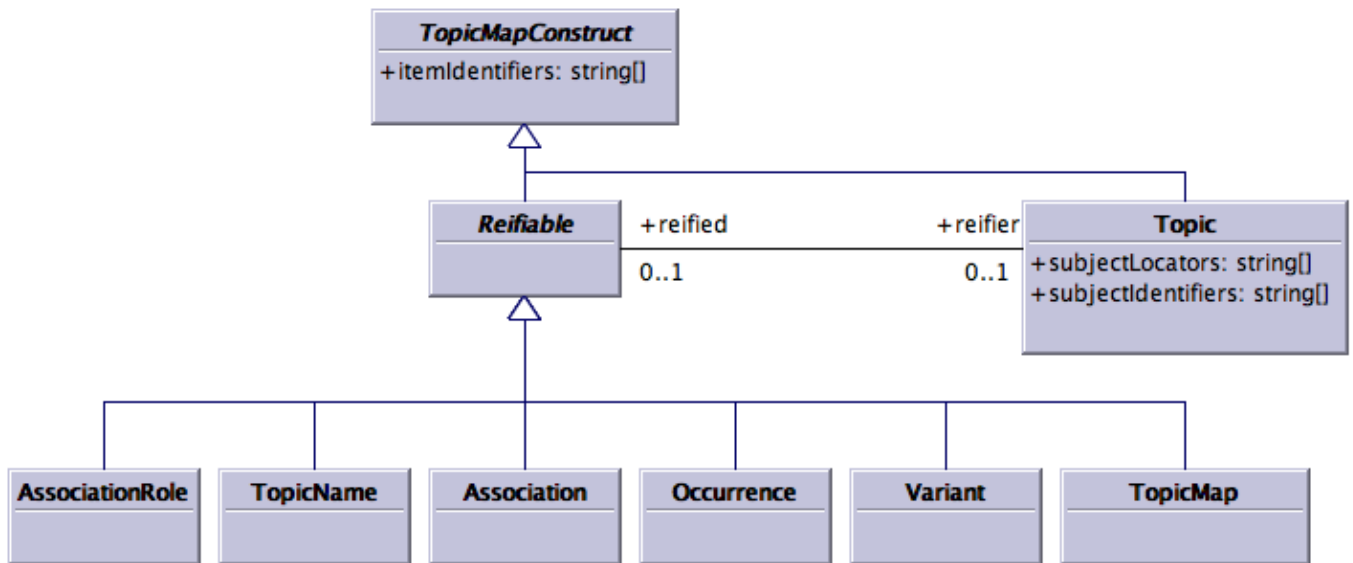 TopicMapConstruct
+itemIdentifiers: string[]
Reifiable
+reified
+reifier
0..1
0..1
Topic
+subjectLocators: string[]
+subjectIdentifiers: string[]
AssociationRole
TopicName
Association
Occurrence
Variant
TopicMap